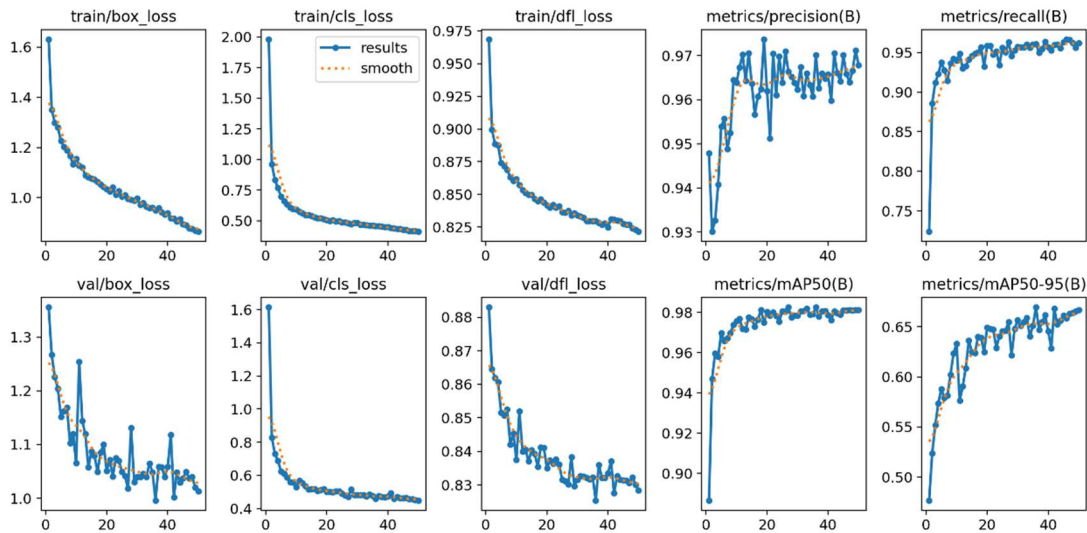 train/box_loss
train/cls_loss
train/dfl_loss
metrics/precision(B)
metrics/recall(B)
1.6
1.4
1.2
1.0
0 20 40
2.00
1.75
1.50
1.25
1.00
0.75
0.50
0 20 40
results
smooth
0.975
0.950
0.925
0.900
0.875
0.850
0.825
0 20 40
0.97
0.96
0.95
0.94
0.93
0 20 40
0.95
0.90
0.85
0.80
0.75
0 20 40
val/box_loss
val/cls_loss
val/dfl_loss
metrics/mAP50(B)
metrics/mAP50-95(B)
1.3
1.2
1.1
1.0
0 20 40
1.6
1.4
1.2
1.0
0.8
0.6
0.4
0 20 40
0.88
0.87
0.86
0.85
0.84
0.83
0 20 40
0.98
0.96
0.94
0.92
0.90
0 20 40
0.65
0.60
0.55
0.50
0 20 40